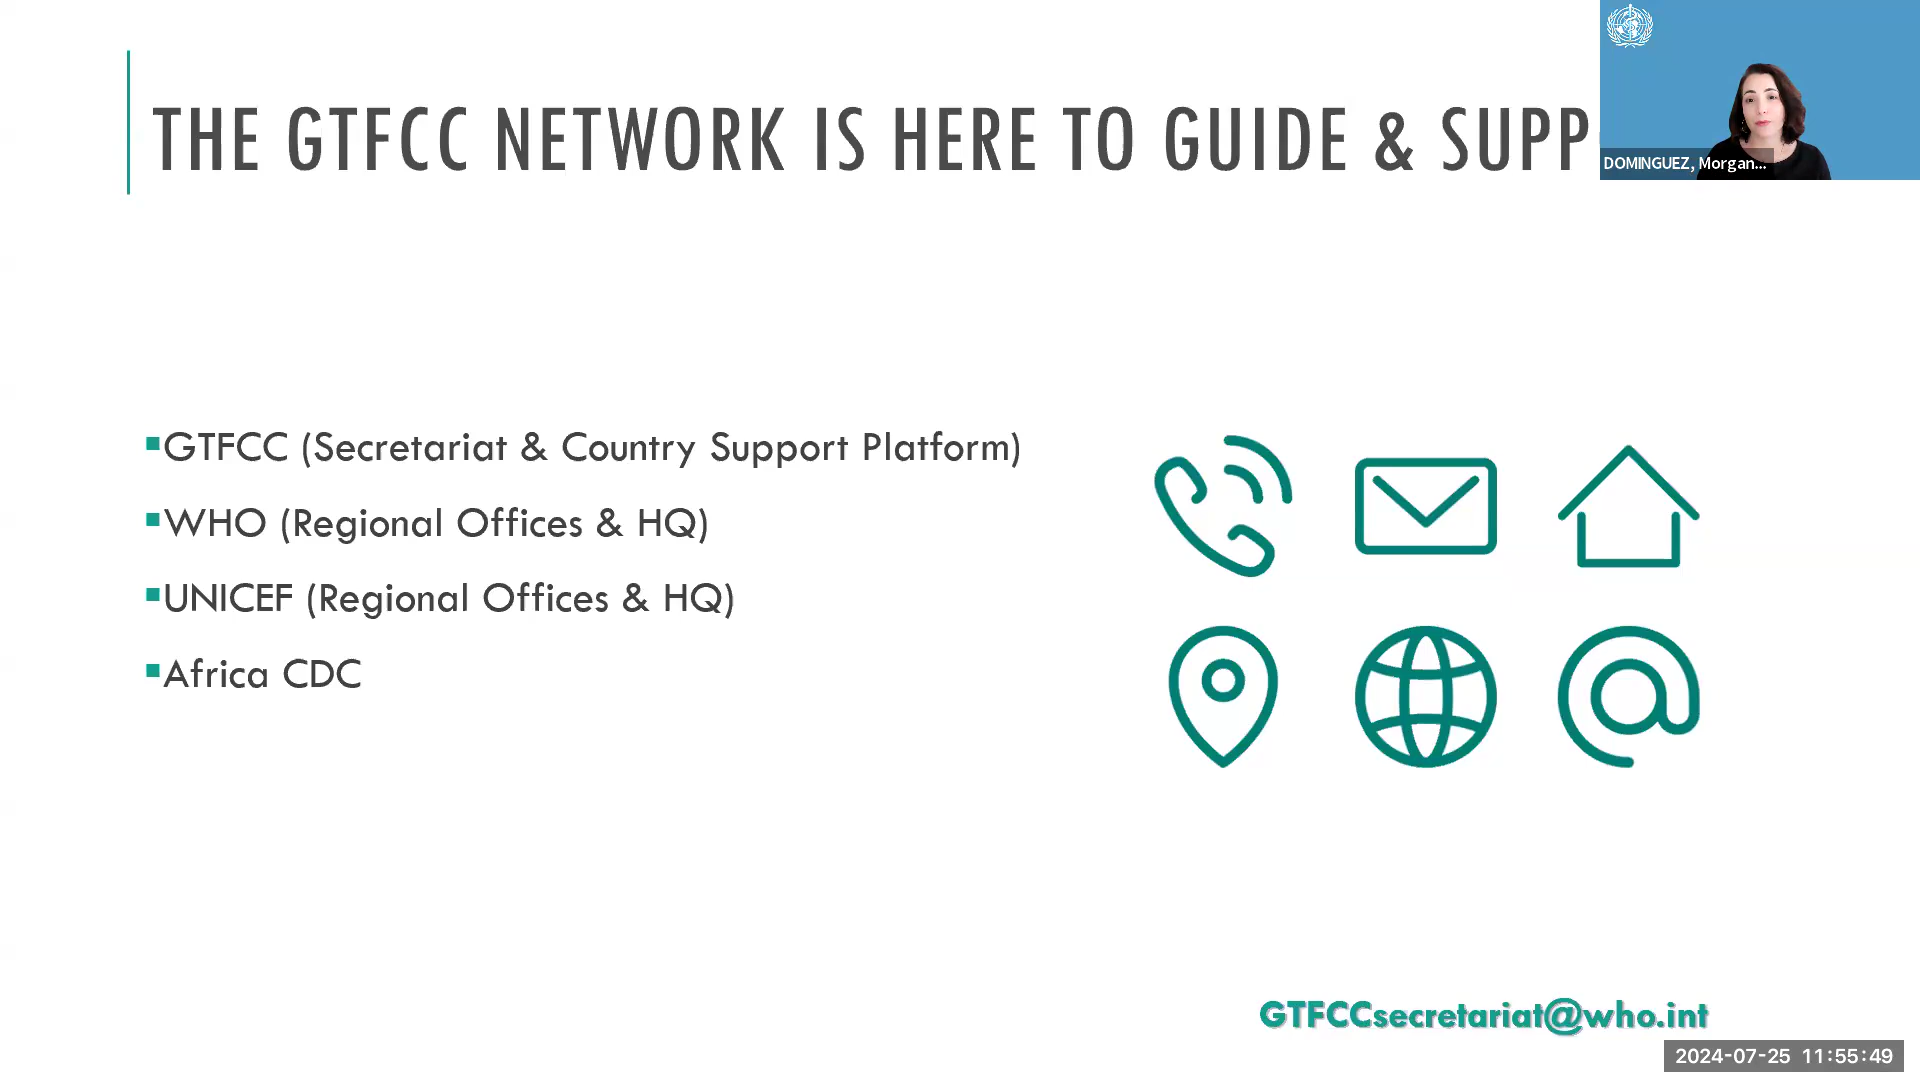 THE GTFCC NETWORK IS HERE TO GUIDE & SUPP
DOMINGUEZ, Morgan...
▪GTFCC (Secretariat & Country Support Platform)
▪WHO (Regional Offices & HQ)
▪UNICEF (Regional Offices & HQ)
▪Africa CDC
GTFCCsecretariat@who.int
2024-07-25 11:55:49